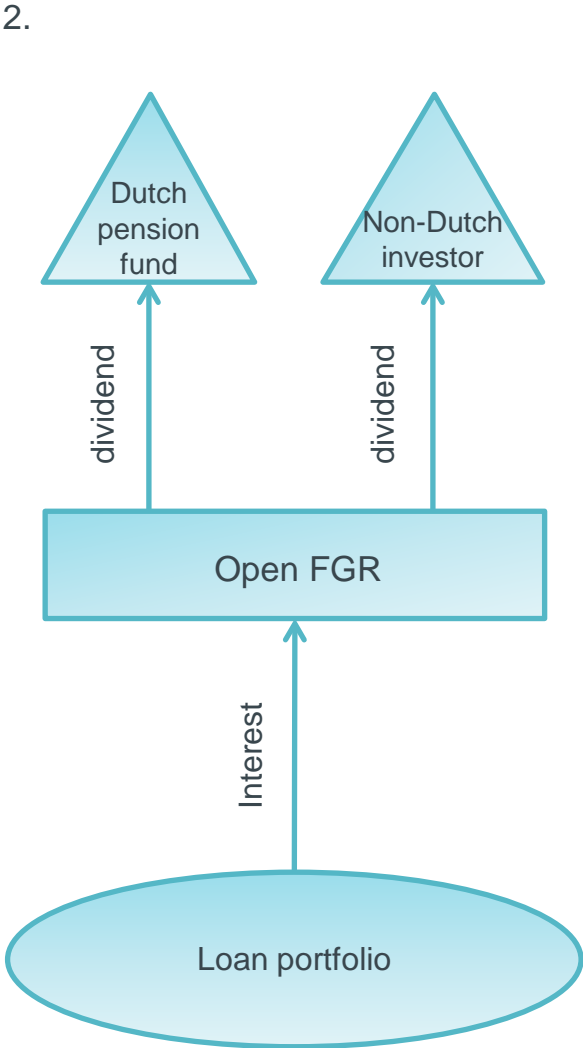 2.
Dutch
pension
fund
Non-Dutch
investor
dividend
dividend
Open FGR
Interest
Loan portfolio